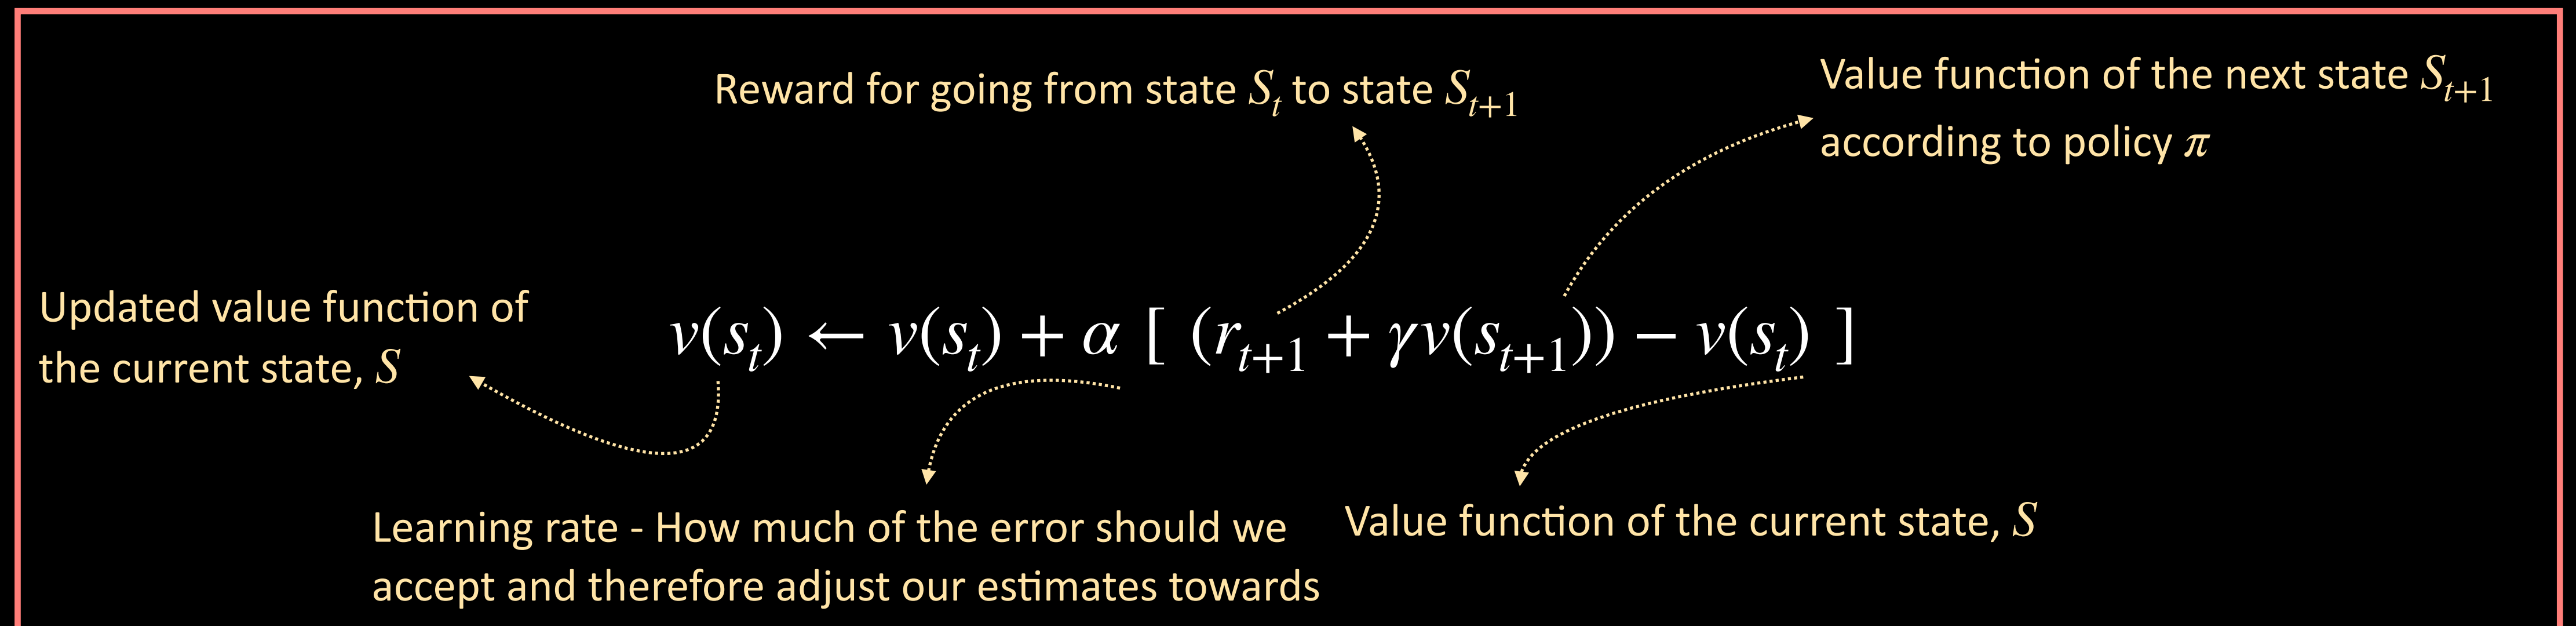 Reward for going from state S_t to state S_{t+1}
Value function of the next state S_{t+1}
according to policy π
Updated value function of
the current state, S
v(s_t) ← v(s_t) + α [ (r_{t+1} + γv(s_{t+1})) − v(s_t) ]
Learning rate - How much of the error should we
accept and therefore adjust our estimates towards
Value function of the current state, S